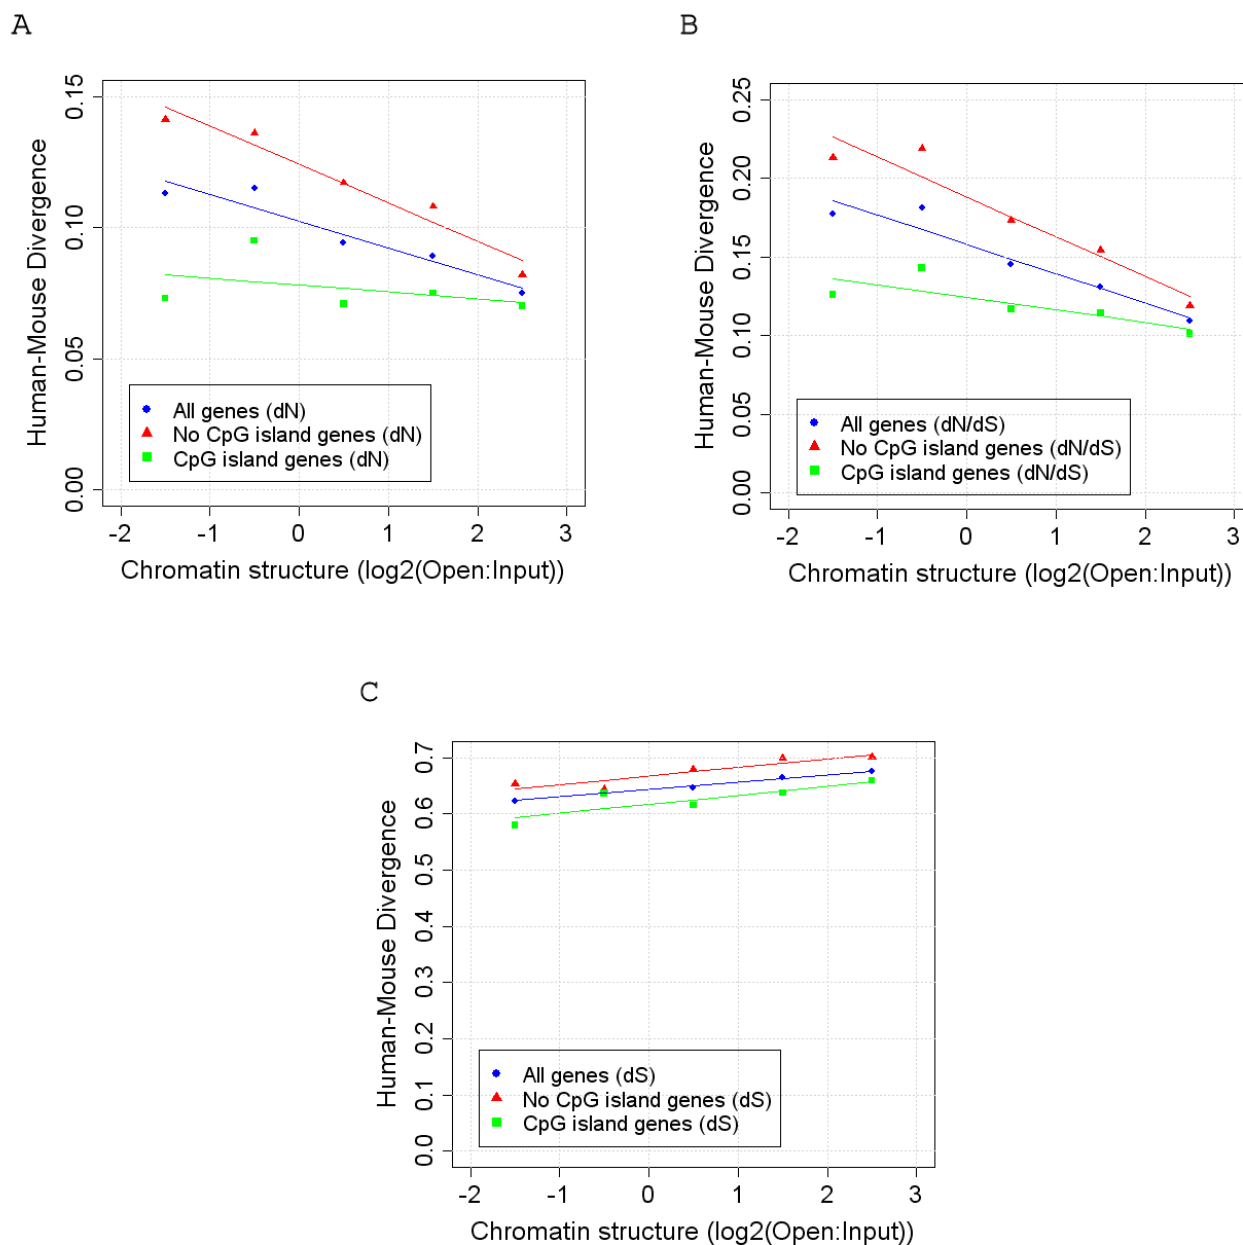 A
Human-Mouse Divergence
0.15
0.10
0.05
0.00
All genes (dN)
No CpG island genes (dN)
CpG island genes (dN)
-2 -1 0 1 2 3
Chromatin structure (log2(Open:Input))
B
Human-Mouse Divergence
0.25
0.20
0.15
0.10
0.05
0.00
All genes (dN/dS)
No CpG island genes (dN/dS)
CpG island genes (dN/dS)
-2 -1 0 1 2 3
Chromatin structure (log2(Open:Input))
C
Human-Mouse Divergence
0.7
0.6
0.5
0.4
0.3
0.2
0.1
0.0
All genes (dS)
No CpG island genes (dS)
CpG island genes (dS)
-2 -1 0 1 2 3
Chromatin structure (log2(Open:Input))